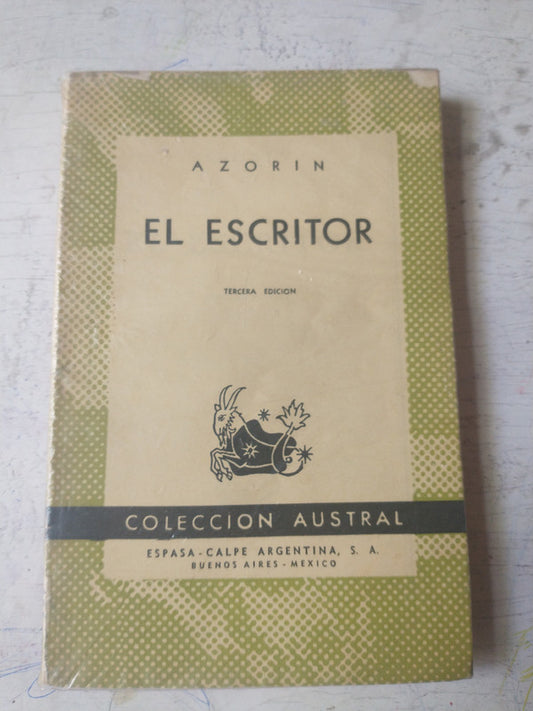 AZORIN
EL ESCRITOR
TERCERA EDICION
COLECCION AUSTRAL
ESPASA-CALPE ARGENTINA, S. A.
BUENOS AIRES-MEXICO